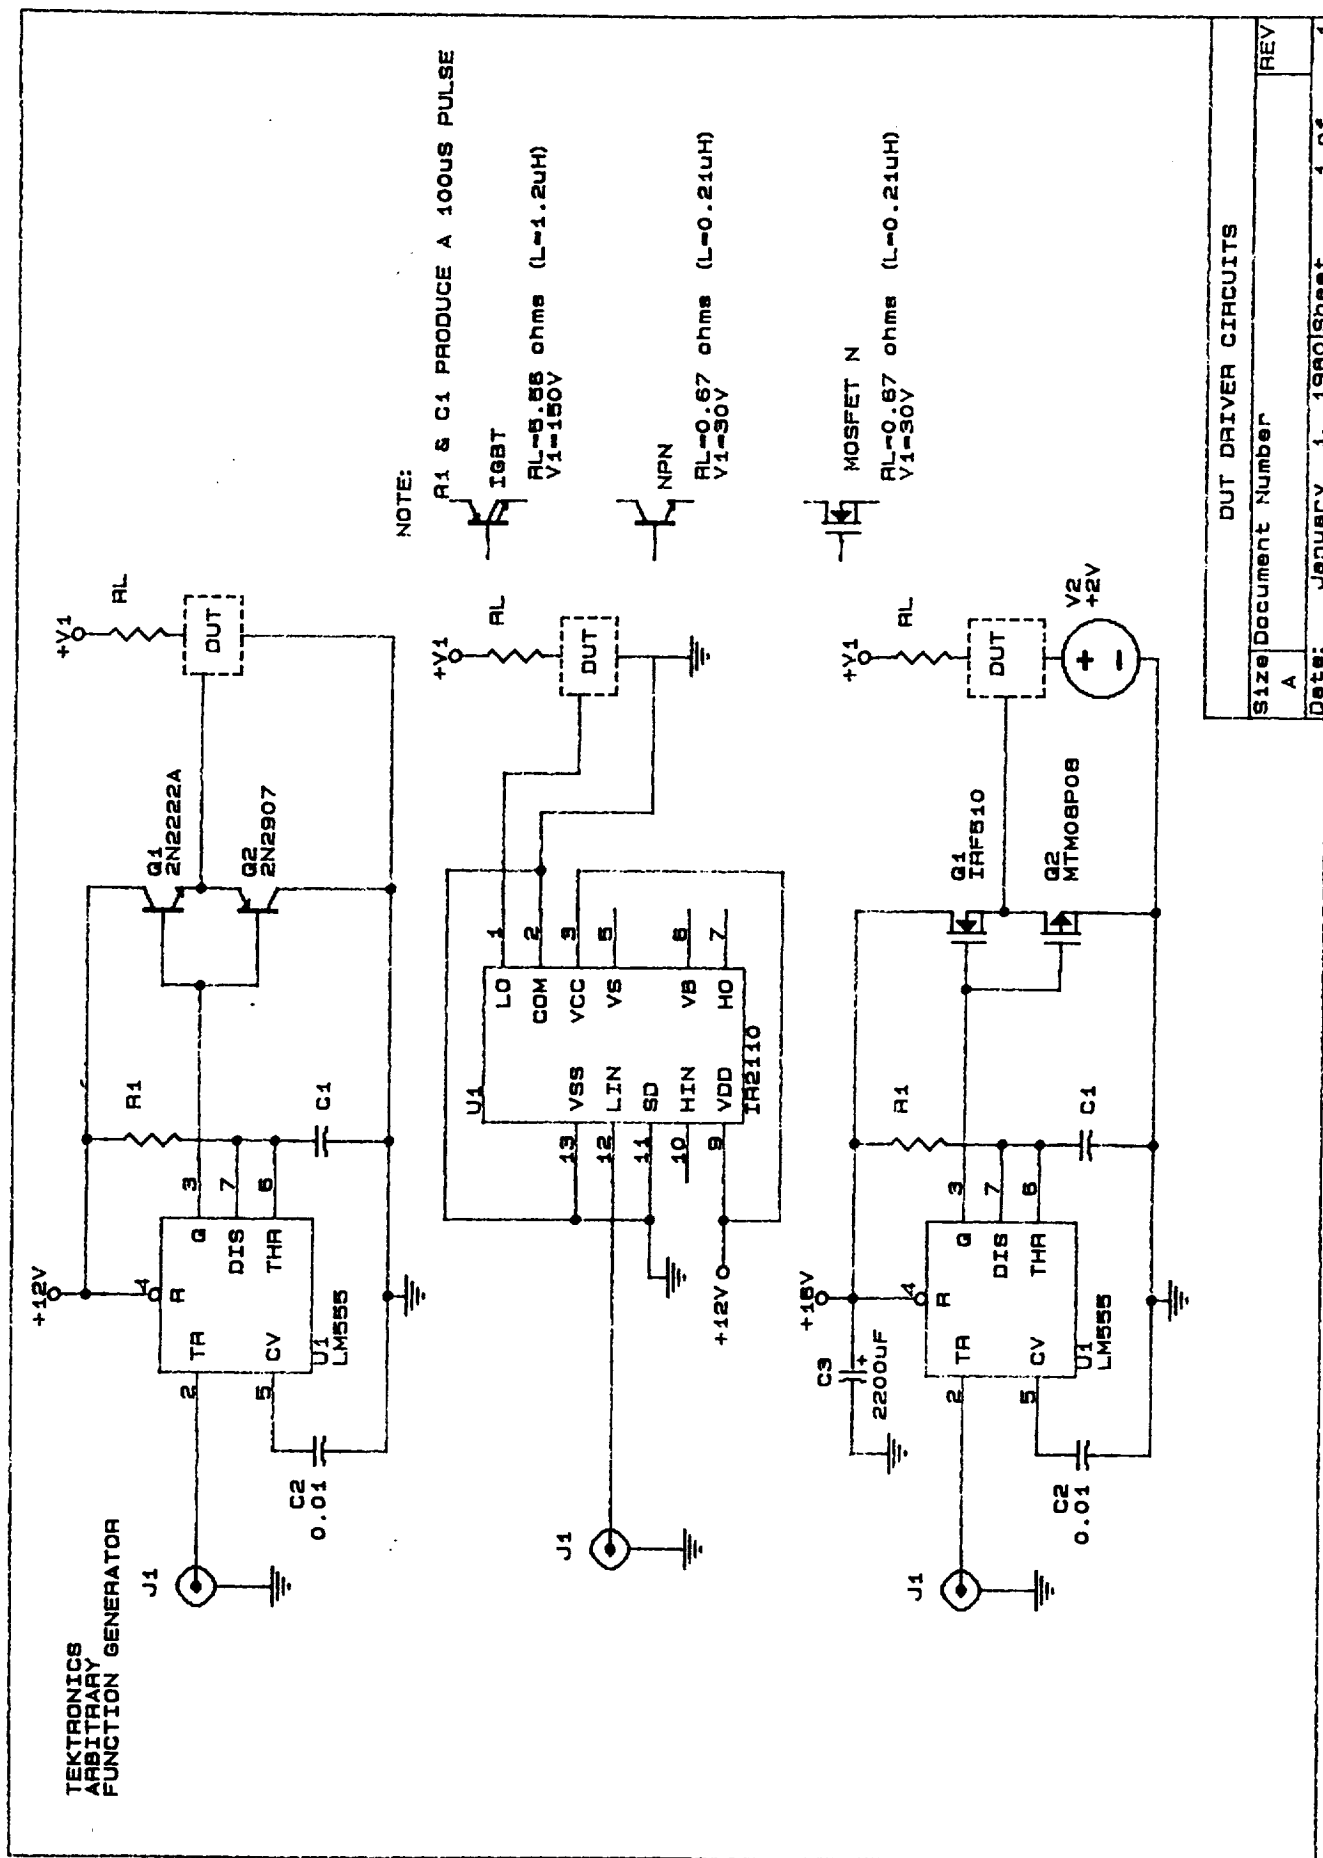 TEKTRONICS
ARBITRARY
FUNCTION GENERATOR
J1
C2
0.01
2
5
TR
CV
R
4
Q
DIS
THR
U1
LM555
+12V
3
7
6
R1
C1
Q1
2N2222A
Q2
2N2907
+V1
RL
DUT
J1
+12V
13
12
11
10
9
U1
VSS
LIN
SD
HIN
VDD
LO
COM
VCC
VS
VB
HO
IR2110
1
2
3
5
6
7
+V1
RL
DUT
J1
C2
0.01
C3
2200uF
+
2
5
TR
CV
R
4
Q
DIS
THR
U1
LM555
3
7
6
R1
C1
Q1
IRF510
Q2
MTM08P08
+V1
RL
DUT
V2
+2V
+
-
NOTE:
R1 & C1 PRODUCE A 100uS PULSE
IGBT
ohms (L=1.2uH)
NPN
RL=0.67 ohms (L=0.21uH)
V1=30V
MOSFET N
RL=0.67 ohms (L=0.21uH)
V1=30V
DUT DRIVER CIRCUITS
Size
Document Number
REV
A
Date: January 1, 1980
Sheet 1 of